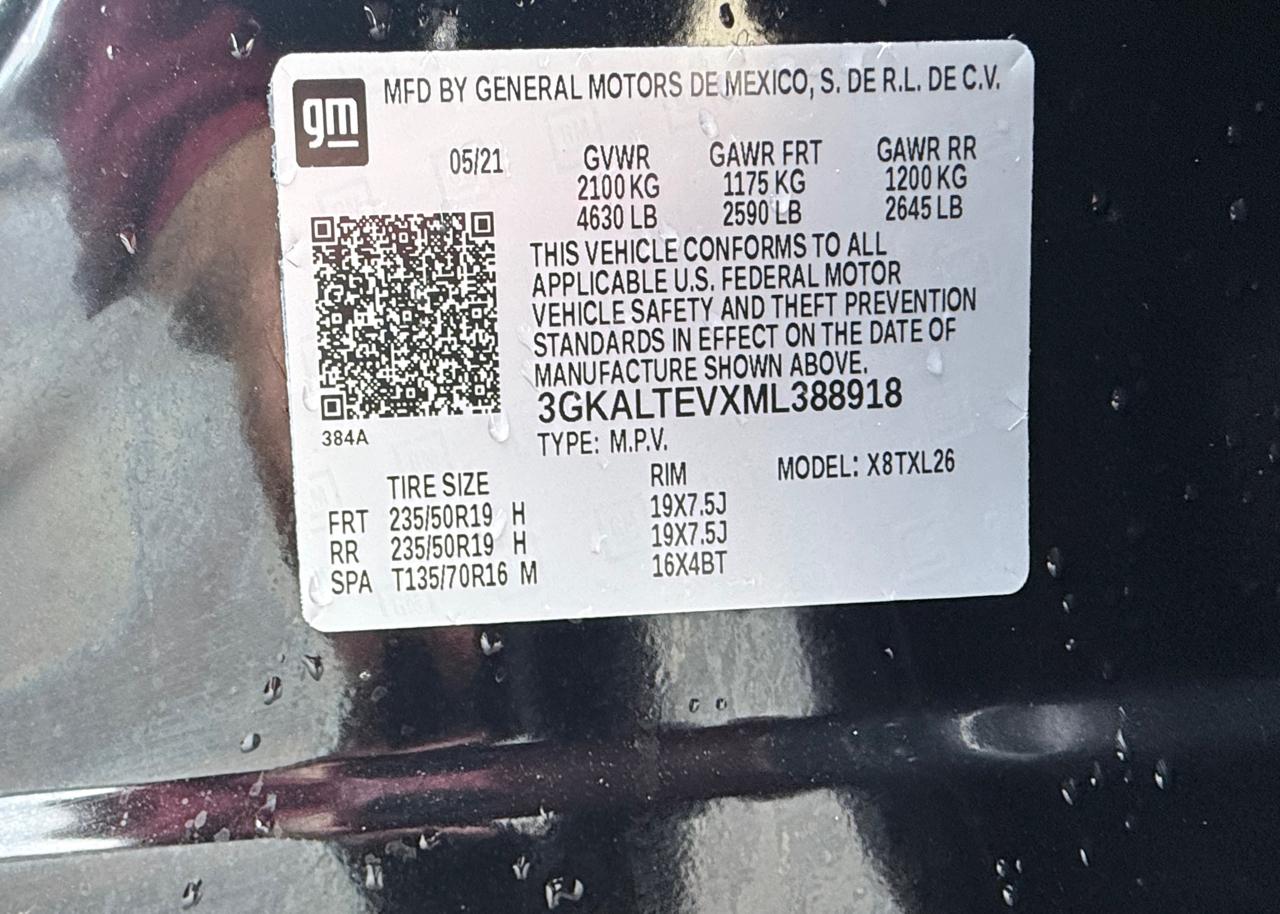 gm
MFD BY GENERAL MOTORS DE MEXICO, S. DE R.L. DE C.V.
05/21 GVWR GAWR FRT GAWR RR
2100 KG 1175 KG 1200 KG
4630 LB 2590 LB 2645 LB
THIS VEHICLE CONFORMS TO ALL
APPLICABLE U.S. FEDERAL MOTOR
VEHICLE SAFETY AND THEFT PREVENTION
STANDARDS IN EFFECT ON THE DATE OF
MANUFACTURE SHOWN ABOVE.
3GKALTEVXML388918
384A
TYPE: M.P.V.
MODEL: X8TXL26
TIRE SIZE RIM
FRT 235/50R19 H 19X7.5J
RR 235/50R19 H 19X7.5J
SPA T135/70R16 M 16X4BT